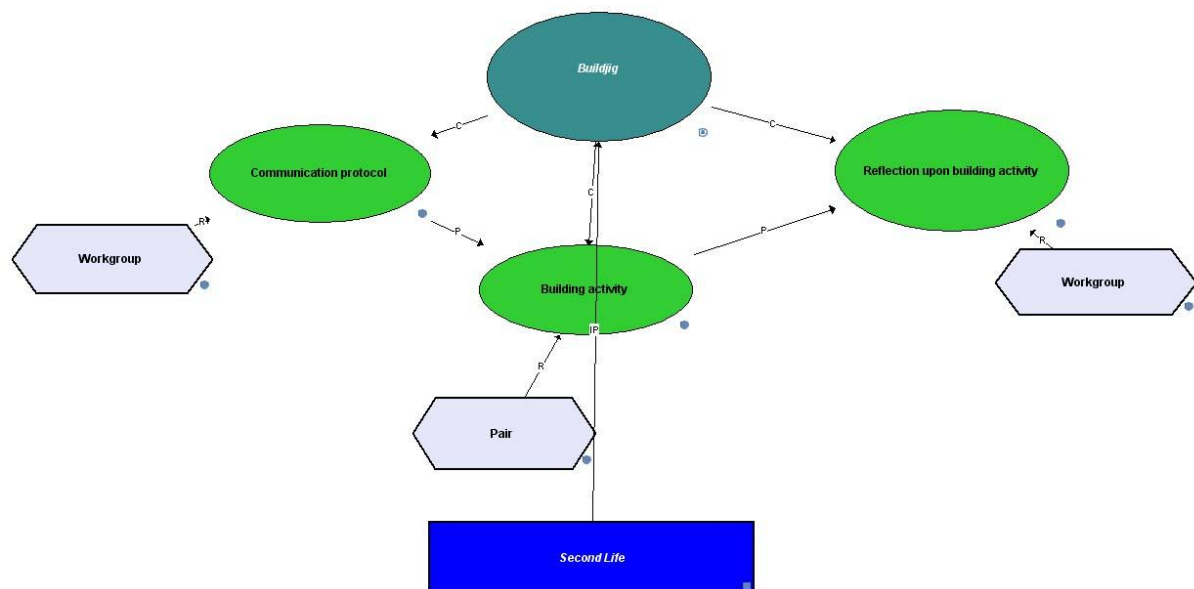 Buildjig
C
C
Communication protocol
Reflection upon building activity
R
C
P
P
R
Workgroup
Building activity
Workgroup
IP
R
Pair
Second Life